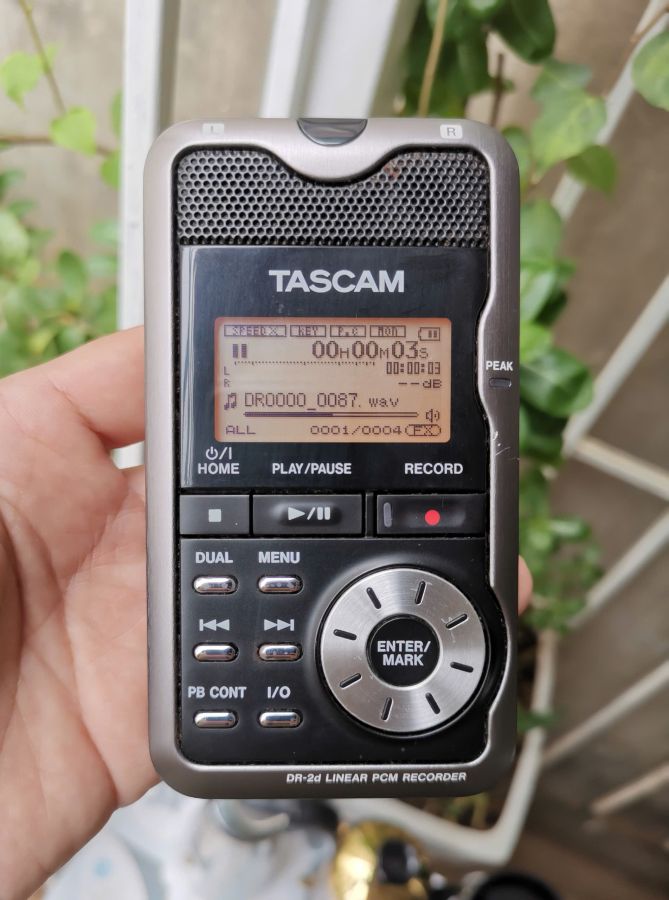 L R
TASCAM
SPEED X KEY P.C MON
00H00M03S
PEAK
L 00:00:03
R --dB
DR0000_0087.wav
ALL 0001/0004 FX
/I
HOME PLAY/PAUSE RECORD
DUAL MENU
PB CONT I/O
ENTER/
MARK
DR-2d LINEAR PCM RECORDER